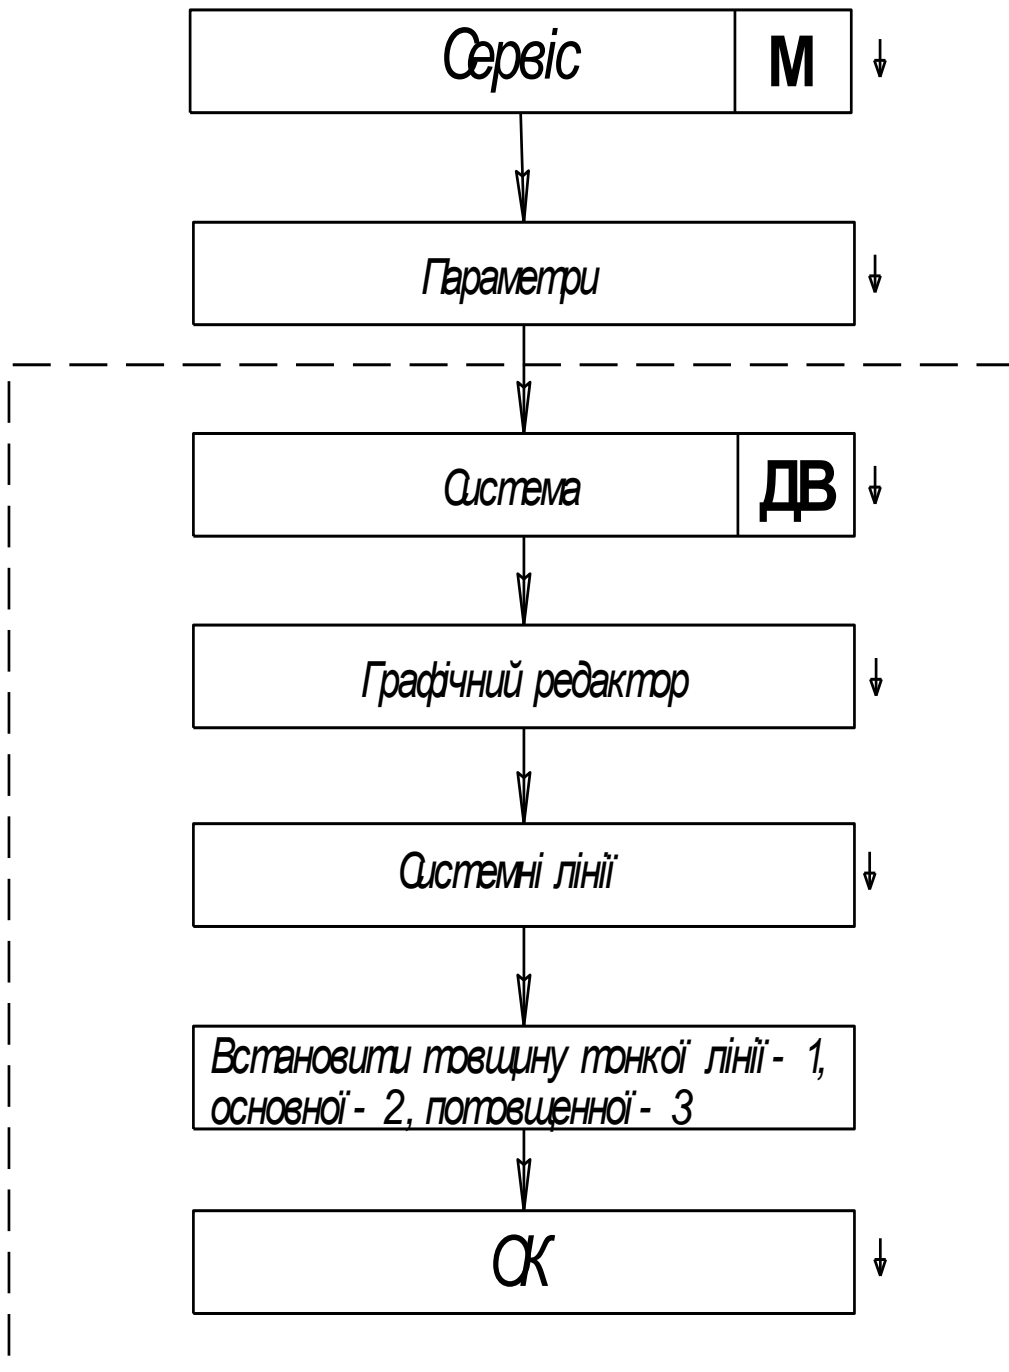 Сервіс М
Параметри
Система ДВ
Графічний редактор
Системні лінії
Встановити товщину тонкої лінії - 1,
основної - 2, потовщенної - 3
ОК